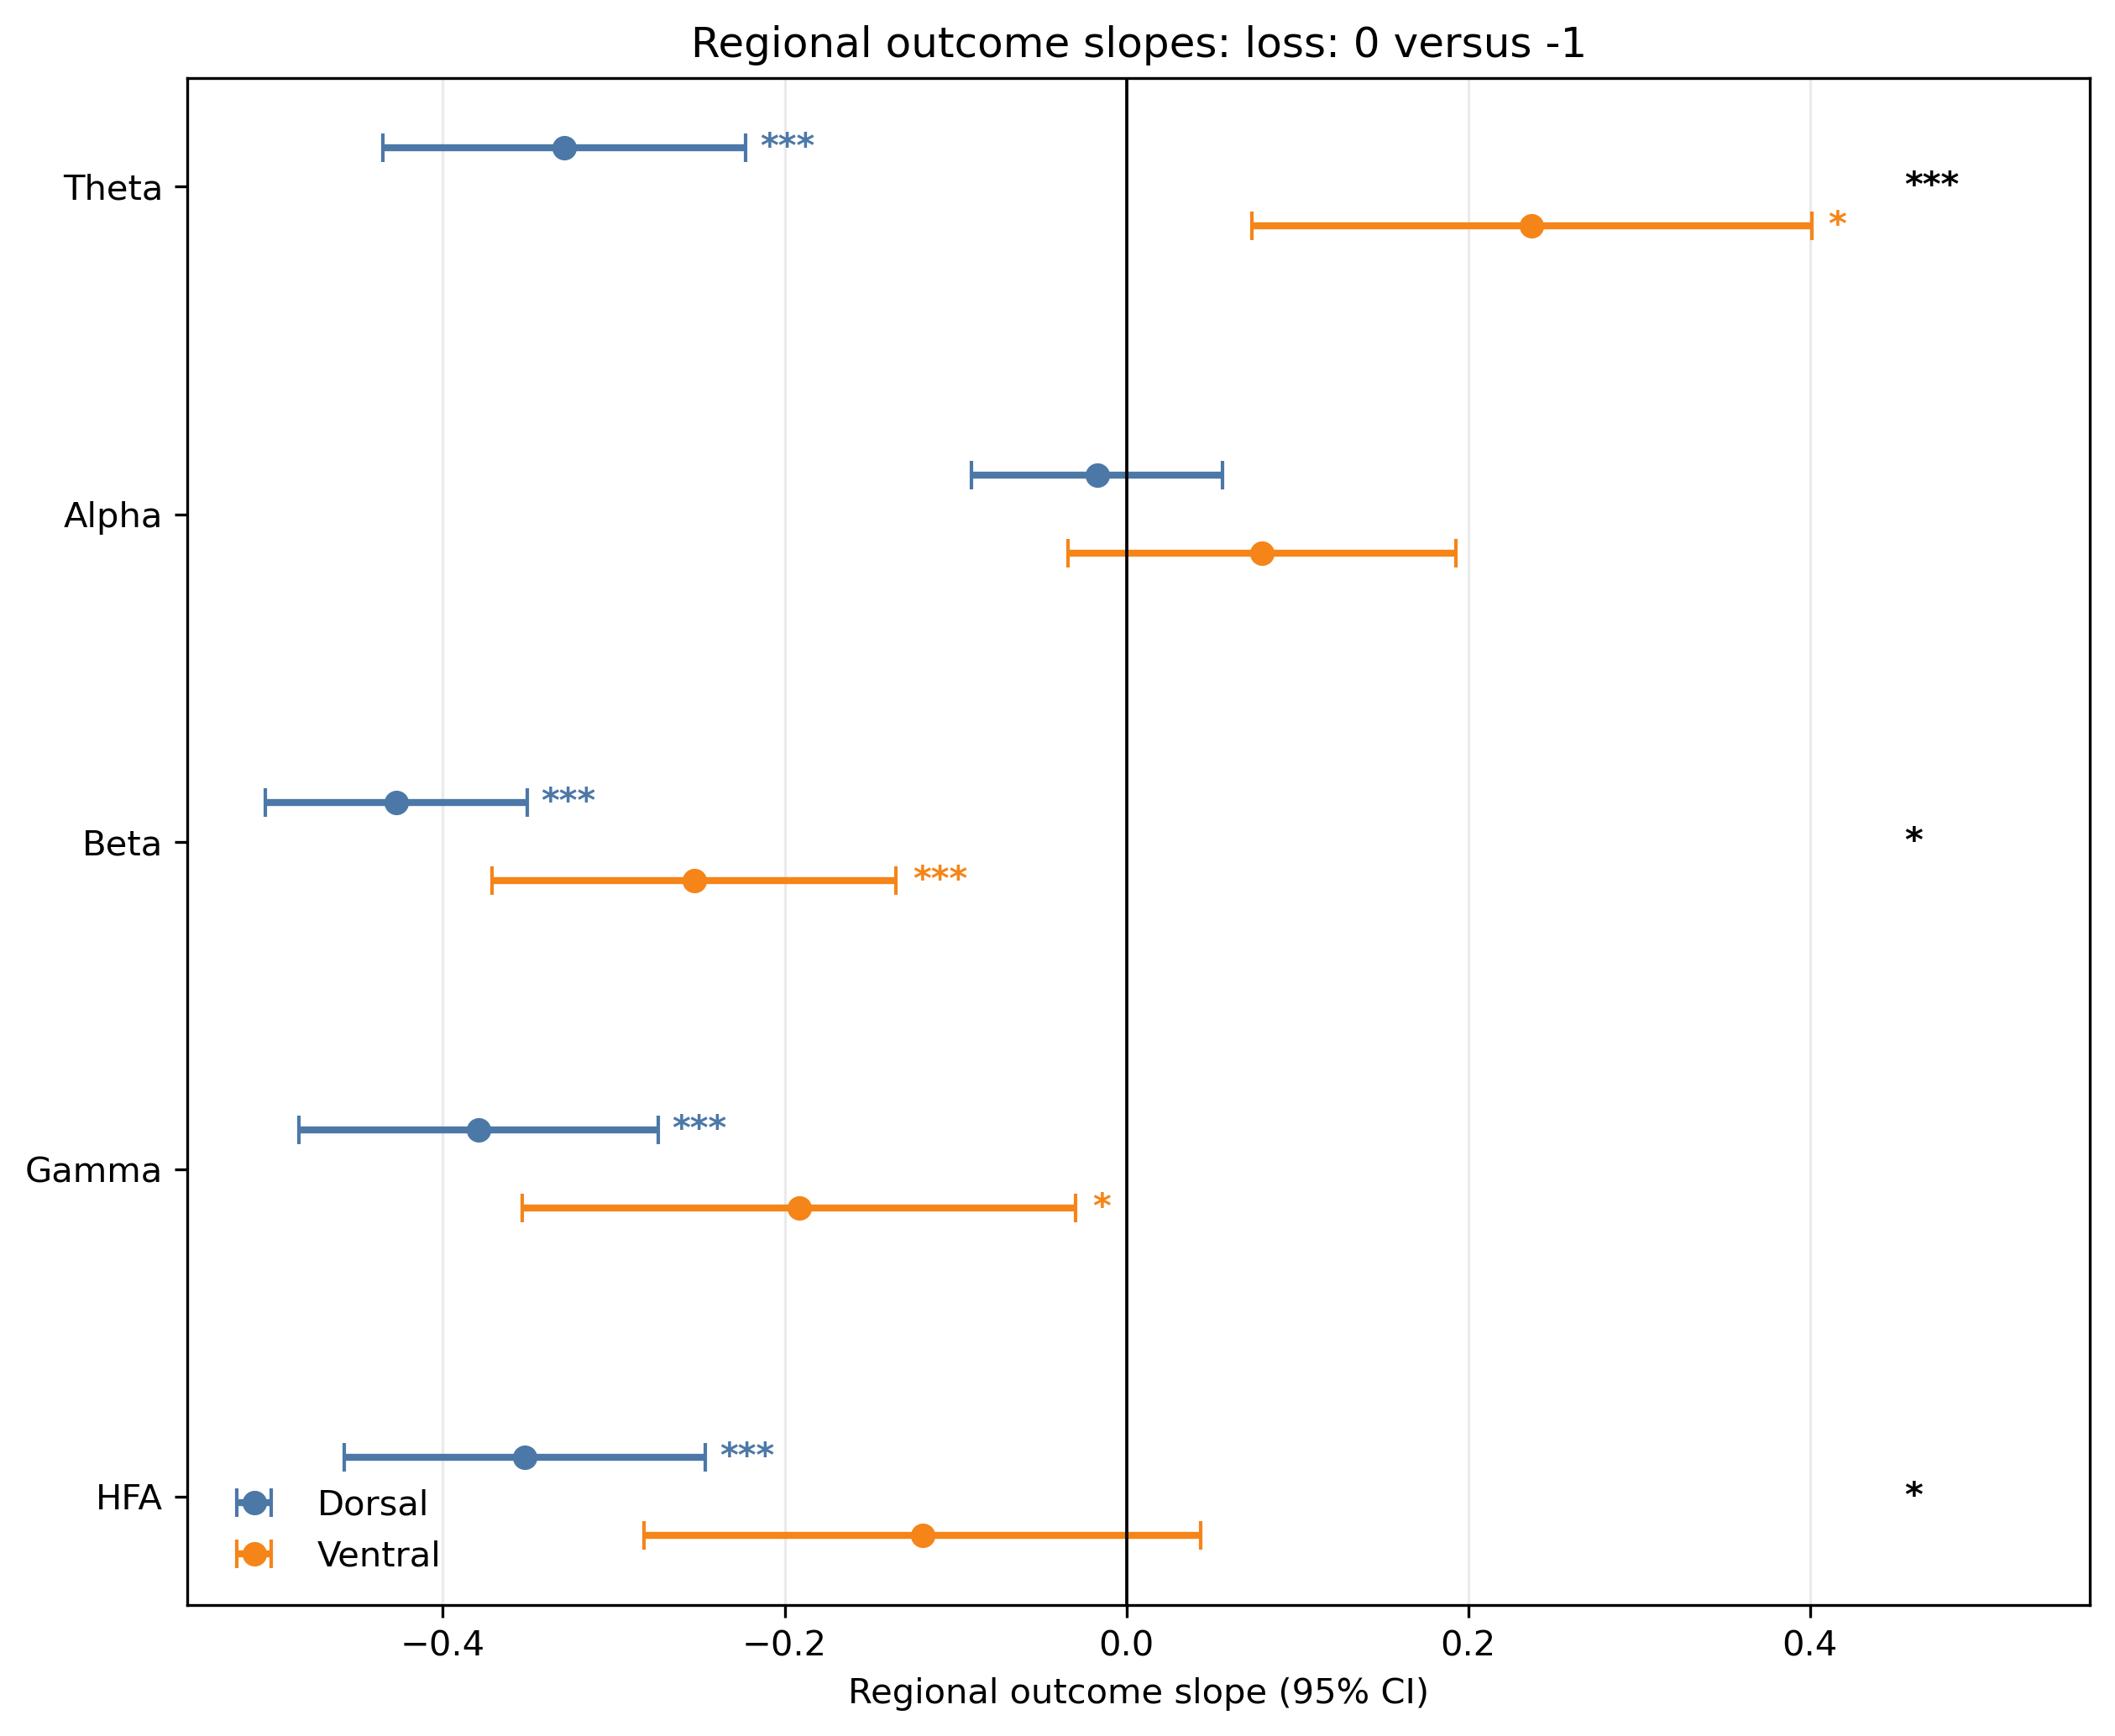 Regional outcome slopes: loss: 0 versus -1
***
Theta
***
*
Alpha
***
Beta
*
***
***
Gamma
*
***
HFA
*
Dorsal
Ventral
−0.4
−0.2
0.0
0.2
0.4
Regional outcome slope (95% CI)